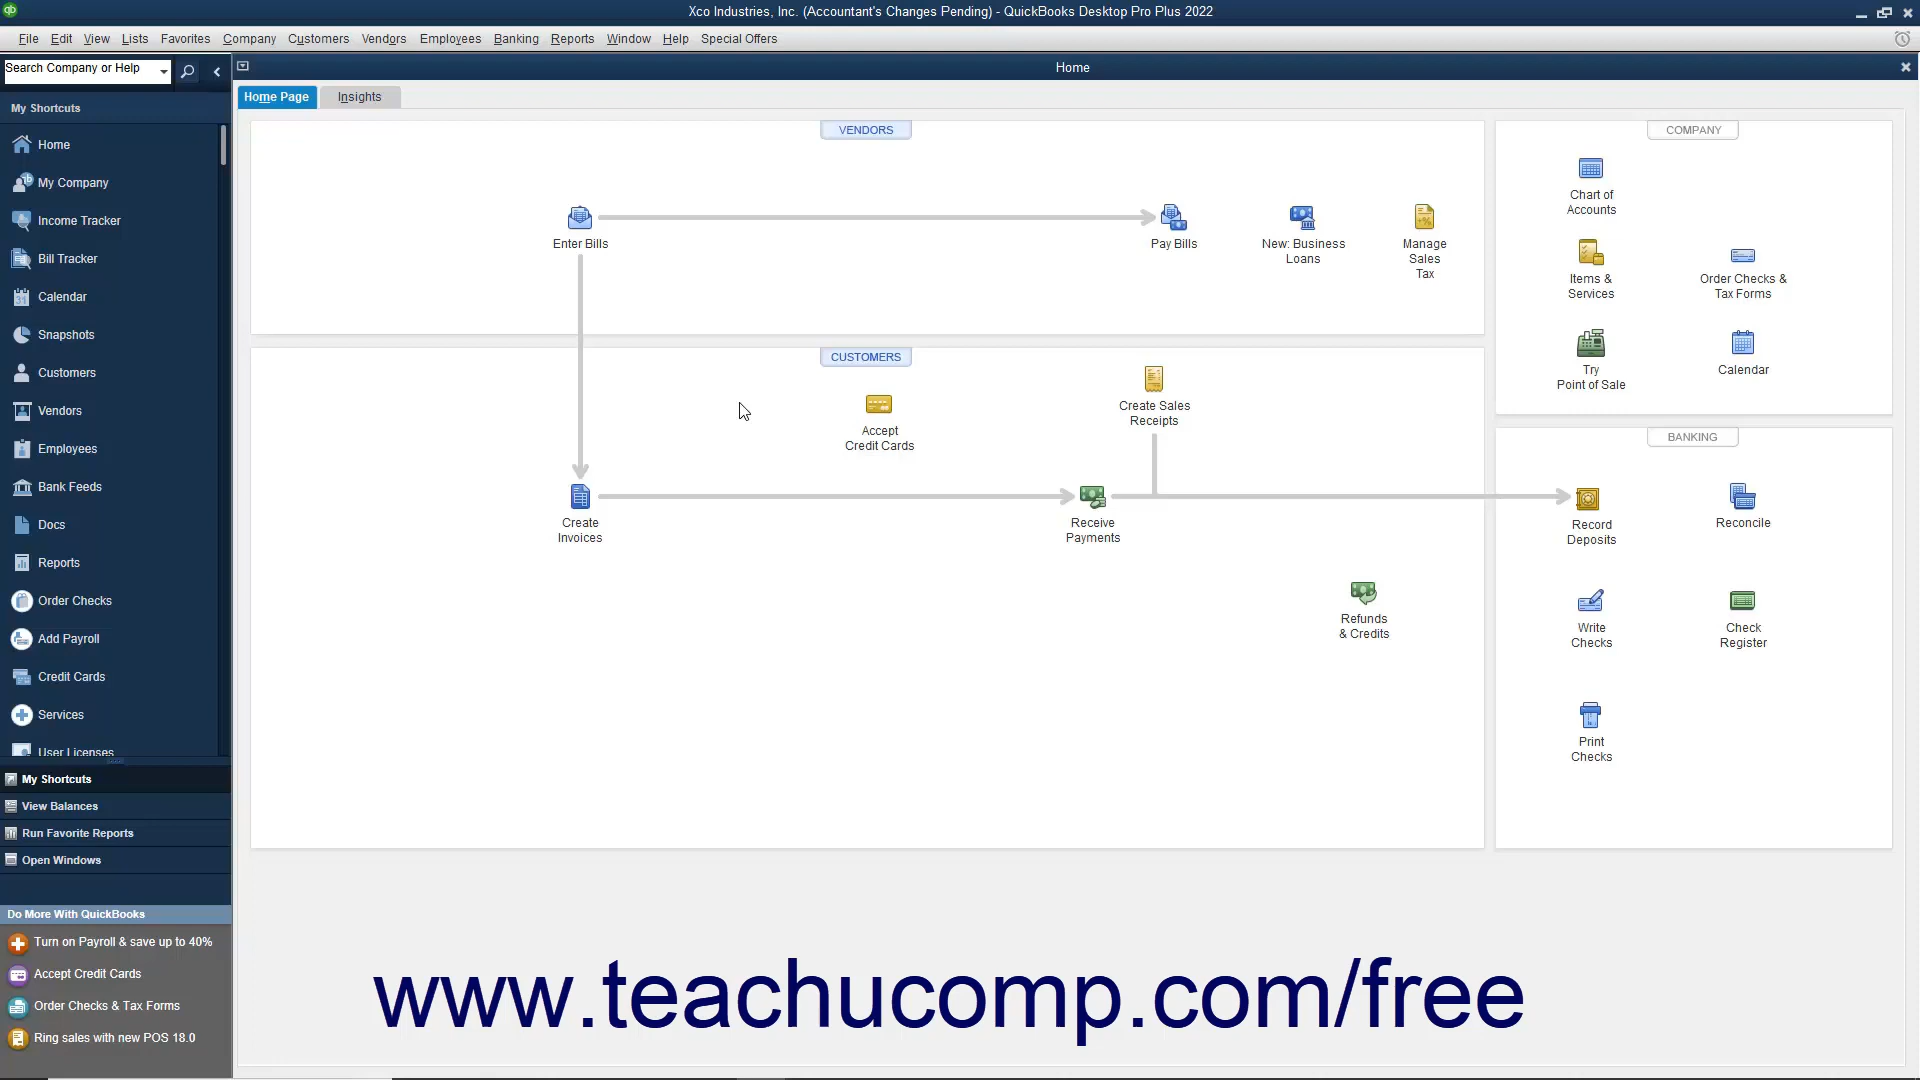 Xco Industries, Inc. (Accountant's Changes Pending) - QuickBooks Desktop Pro Plus 2022
File Edit View Lists Favorites Company Customers Vendors Employees Banking Reports Window Help Special Offers
Search Company or Help
Home
My Shortcuts
Home
My Company
Income Tracker
Bill Tracker
Calendar
Snapshots
Customers
Vendors
Employees
Bank Feeds
Docs
Reports
Order Checks
Add Payroll
Credit Cards
Services
User Licenses
My Shortcuts
View Balances
Run Favorite Reports
Open Windows
Do More With QuickBooks
Turn on Payroll & save up to 40%
Accept Credit Cards
Order Checks & Tax Forms
Ring sales with new POS 18.0
Home Page
Insights
VENDORS
Enter Bills
Pay Bills
New: Business
Loans
Manage
Sales
Tax
CUSTOMERS
Accept
Credit Cards
Create Sales
Receipts
Create
Invoices
Receive
Payments
Refunds
& Credits
COMPANY
Chart of
Accounts
Items &
Services
Order Checks &
Tax Forms
Try
Point of Sale
Calendar
BANKING
Record
Deposits
Reconcile
Write
Checks
Check
Register
Print
Checks
www.teachucomp.com/free